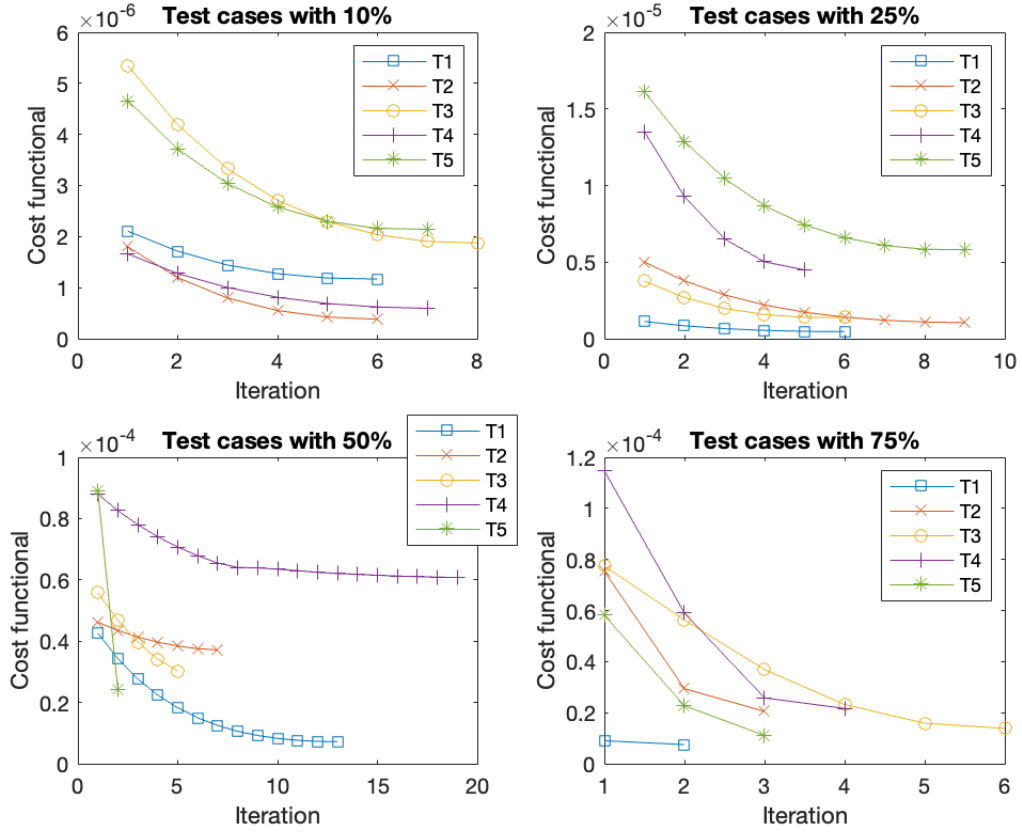 Test cases with 10%
×10⁻⁶
6
5
4
3
2
1
0
0 2 4 6 8
Cost functional
Iteration
T1
T2
T3
T4
T5
Test cases with 25%
×10⁻⁵
2
1.5
1
0.5
0
0 2 4 6 8 10
Cost functional
Iteration
T1
T2
T3
T4
T5
Test cases with 50%
×10⁻⁴
1
0.8
0.6
0.4
0.2
0
0 5 10 15 20
Cost functional
Iteration
T1
T2
T3
T4
T5
Test cases with 75%
×10⁻⁴
1.2
1
0.8
0.6
0.4
0.2
0
1 2 3 4 5 6
Cost functional
Iteration
T1
T2
T3
T4
T5